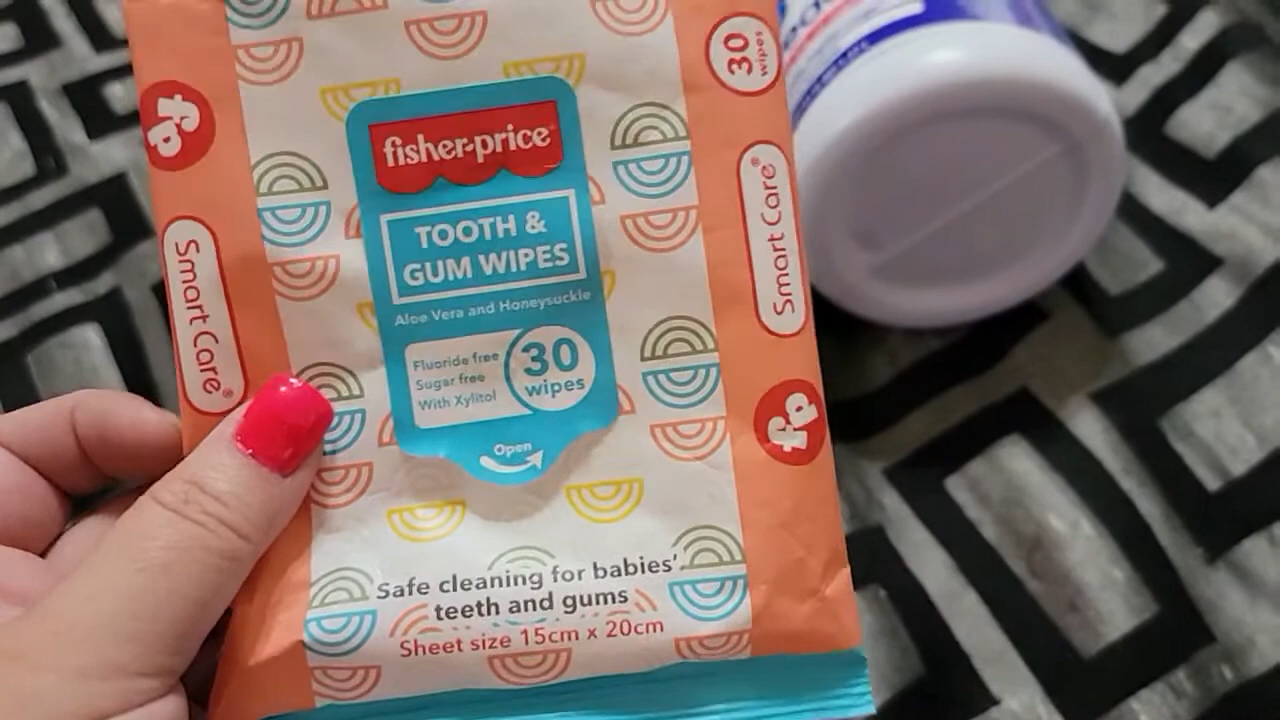 fp
Smart Care®
30
wipes
Smart Care®
fp
fisher-price®
TOOTH &
GUM WIPES
Aloe Vera and Honeysuckle
Fluoride free
Sugar free
With Xylitol
30
wipes
Open
Safe cleaning for babies'
teeth and gums
Sheet size 15cm x 20cm